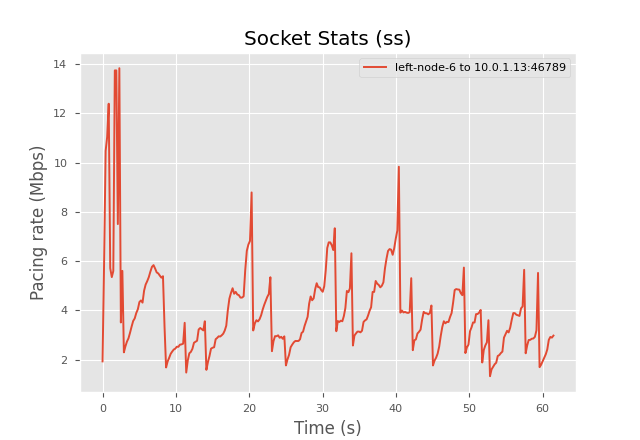 Socket Stats (ss)
left-node-6 to 10.0.1.13:46789
Pacing rate (Mbps)
14
12
10
8
6
4
2
0 10 20 30 40 50 60
Time (s)